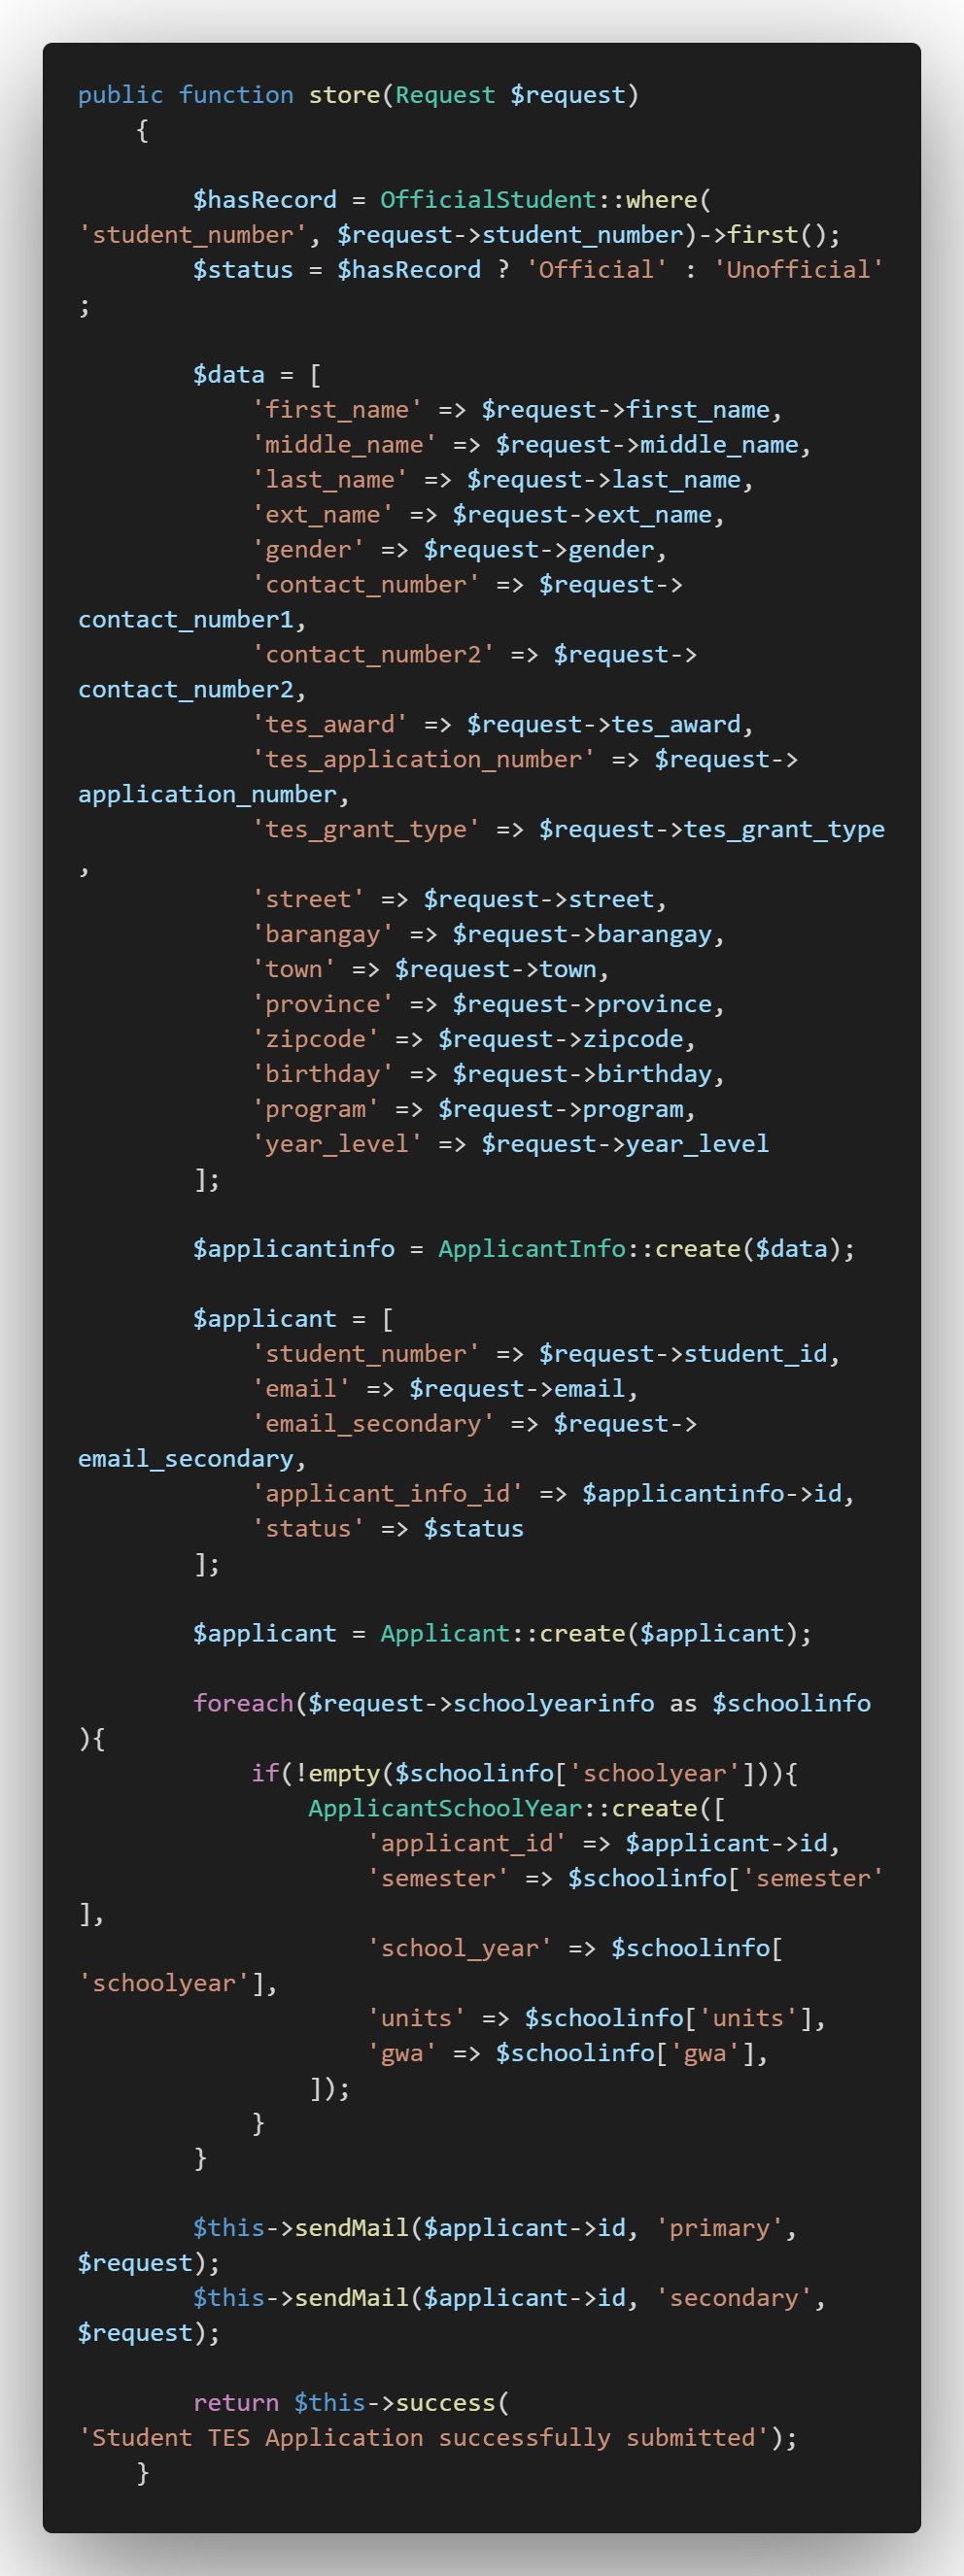 public function store(Request $request)
    {

        $hasRecord = OfficialStudent::where(
'student_number', $request->student_number)->first();
        $status = $hasRecord ? 'Official' : 'Unofficial'
;

        $data = [
            'first_name' => $request->first_name,
            'middle_name' => $request->middle_name,
            'last_name' => $request->last_name,
            'ext_name' => $request->ext_name,
            'gender' => $request->gender,
            'contact_number' => $request->
contact_number1,
            'contact_number2' => $request->
contact_number2,
            'tes_award' => $request->tes_award,
            'tes_application_number' => $request->
application_number,
            'tes_grant_type' => $request->tes_grant_type
,
            'street' => $request->street,
            'barangay' => $request->barangay,
            'town' => $request->town,
            'province' => $request->province,
            'zipcode' => $request->zipcode,
            'birthday' => $request->birthday,
            'program' => $request->program,
            'year_level' => $request->year_level
        ];

        $applicantinfo = ApplicantInfo::create($data);

        $applicant = [
            'student_number' => $request->student_id,
            'email' => $request->email,
            'email_secondary' => $request->
email_secondary,
            'applicant_info_id' => $applicantinfo->id,
            'status' => $status
        ];

        $applicant = Applicant::create($applicant);

        foreach($request->schoolyearinfo as $schoolinfo
){
            if(!empty($schoolinfo['schoolyear'])){
                ApplicantSchoolYear::create([
                    'applicant_id' => $applicant->id,
                    'semester' => $schoolinfo['semester'
],
                    'school_year' => $schoolinfo[
'schoolyear'],
                    'units' => $schoolinfo['units'],
                    'gwa' => $schoolinfo['gwa'],
                ]);
            }
        }

        $this->sendMail($applicant->id, 'primary',
$request);
        $this->sendMail($applicant->id, 'secondary',
$request);

        return $this->success(
'Student TES Application successfully submitted');
    }